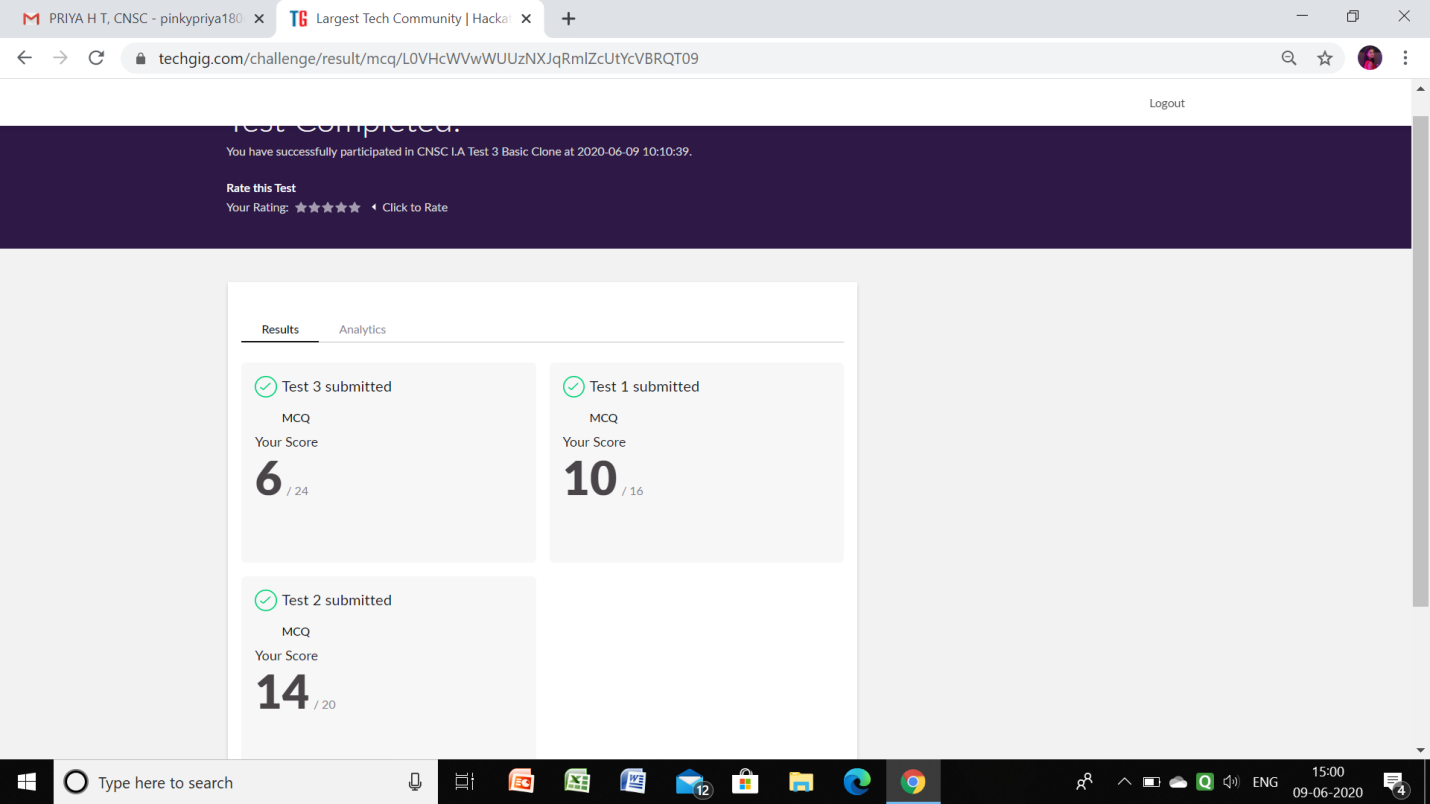 PRIYA H T, CNSC - pinkypriya180
TG Largest Tech Community | Hacka
techgig.com/challenge/result/mcq/L0VHcWVwWUUzNXJqRmlZcUtYcVBRQT09
Logout
Test Completed.
You have successfully participated in CNSC I.A Test 3 Basic Clone at 2020-06-09 10:10:39.
Rate this Test
Your Rating: Click to Rate
Results Analytics
Test 3 submitted
MCQ
Your Score
6 / 24
Test 1 submitted
MCQ
Your Score
10 / 16
Test 2 submitted
MCQ
Your Score
14 / 20
Type here to search
12
Q
ENG
15:00
09-06-2020
4